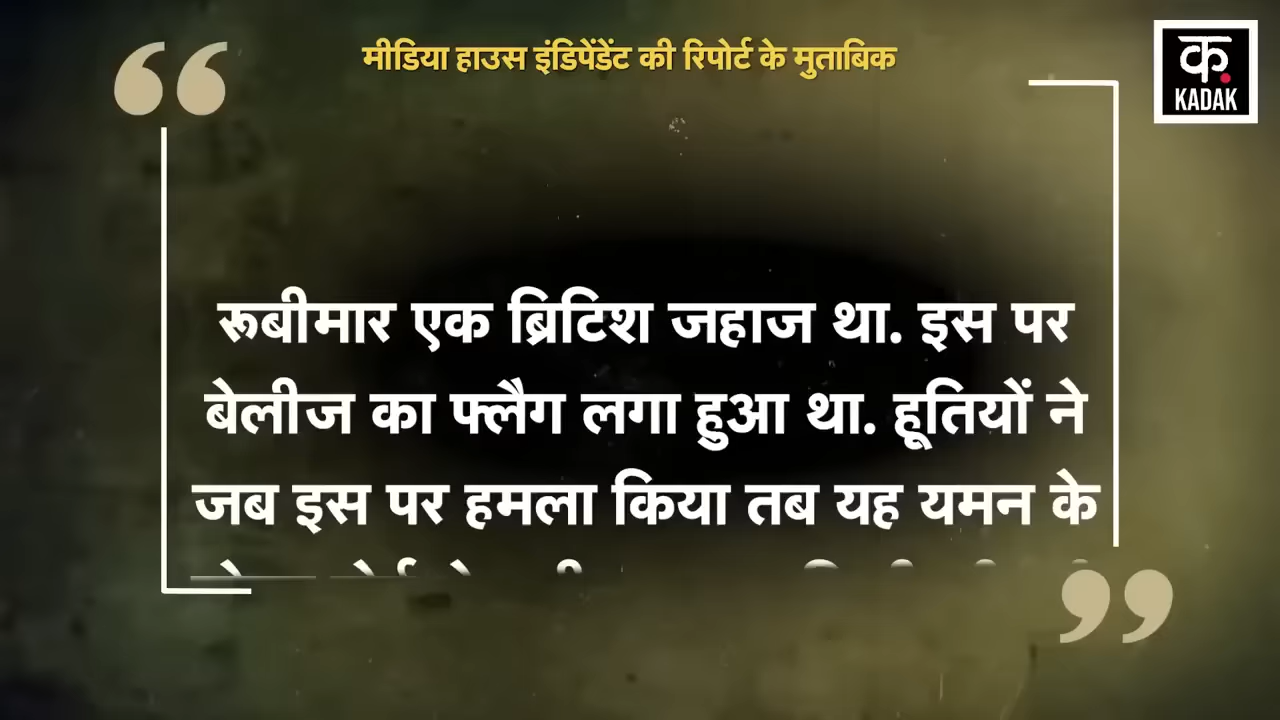 मीडिया हाउस इंडिपेंडेंट की रिपोर्ट के मुताबिक
क
KADAK
रूबीमार एक ब्रिटिश जहाज था. इस पर
बेलीज का फ्लैग लगा हुआ था. हूतियों ने
जब इस पर हमला किया तब यह यमन के